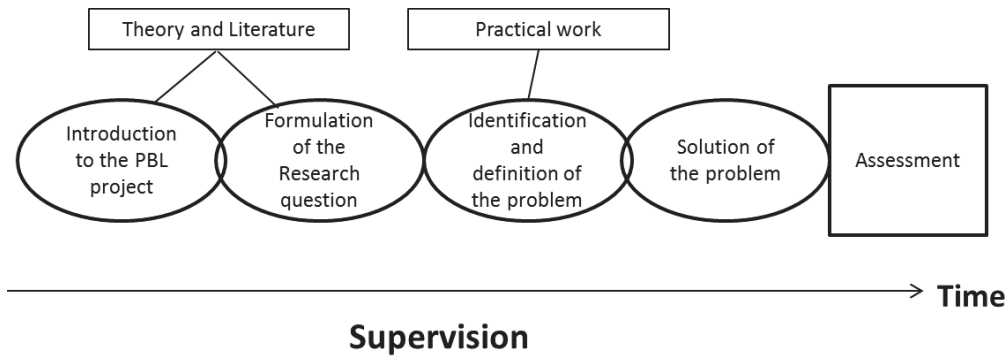 Theory and Literature
Practical work
Introduction
to the PBL
project
Formulation
of the
Research
question
Identification
and
definition of
the problem
Solution of
the problem
Assessment
Time
Supervision